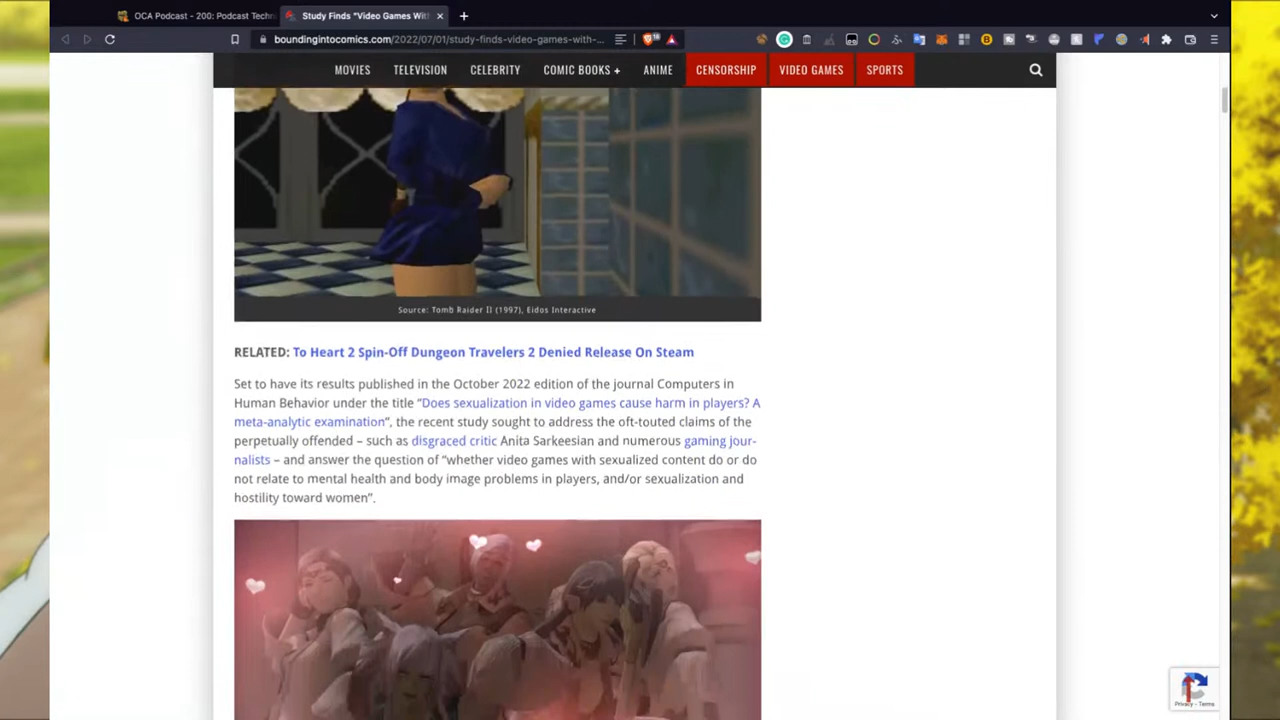 OCA Podcast - 200: Podcast Techn
Study Finds "Video Games With
boundingintocomics.com/2022/07/01/study-finds-video-games-with-...
MOVIES TELEVISION CELEBRITY COMIC BOOKS + ANIME CENSORSHIP VIDEO GAMES SPORTS
Source: Tomb Raider II (1997), Eidos Interactive
RELATED: To Heart 2 Spin-Off Dungeon Travelers 2 Denied Release On Steam
Set to have its results published in the October 2022 edition of the journal Computers in
Human Behavior under the title “Does sexualization in video games cause harm in players? A
meta-analytic examination“, the recent study sought to address the oft-touted claims of the
perpetually offended – such as disgraced critic Anita Sarkeesian and numerous gaming jour-
nalists – and answer the question of “whether video games with sexualized content do or do
not relate to mental health and body image problems in players, and/or sexualization and
hostility toward women”.
Privacy - Terms